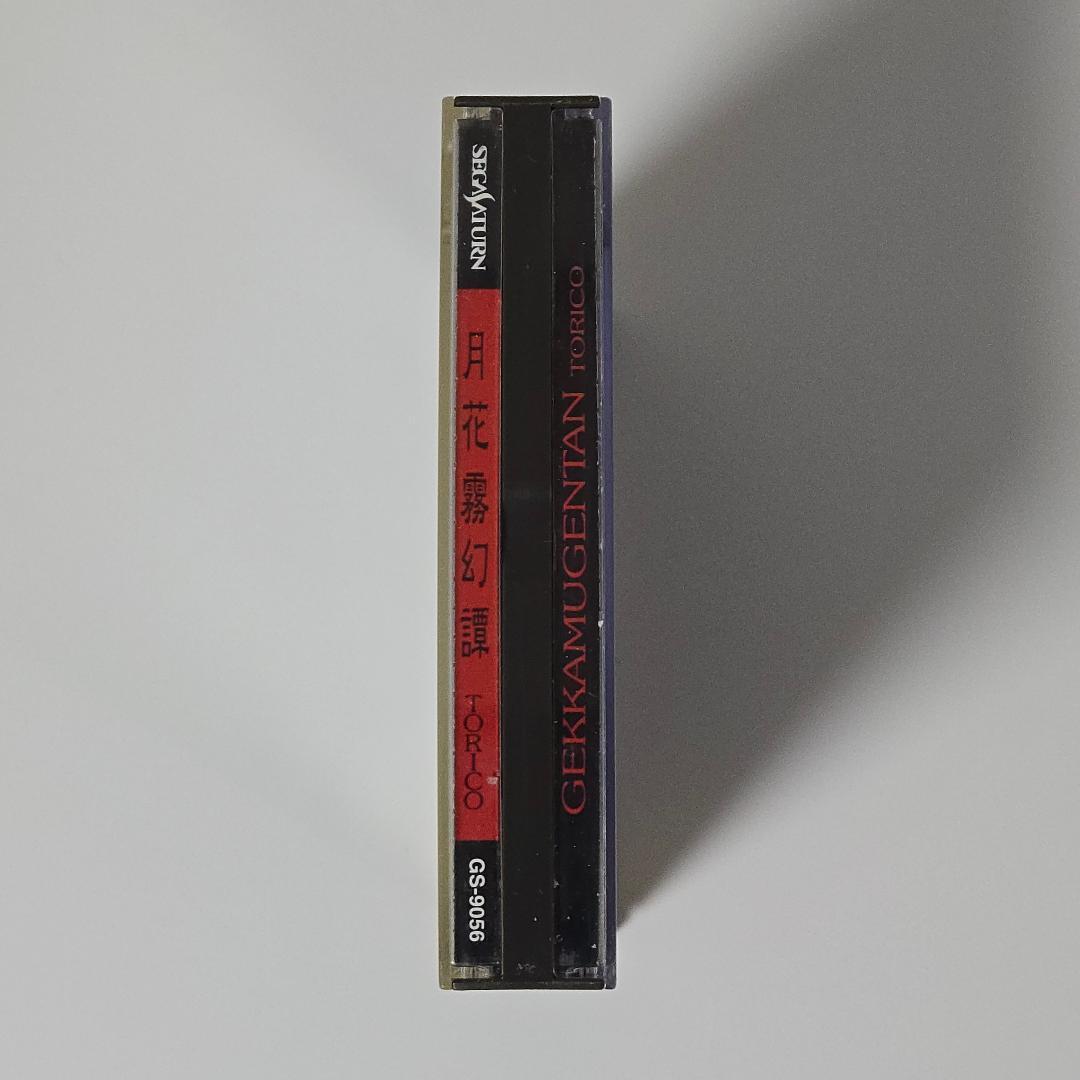 SEGA SATURN
月花霧幻譚
TORICO
GS-9056
GEKKAMUGENTAN TORICO